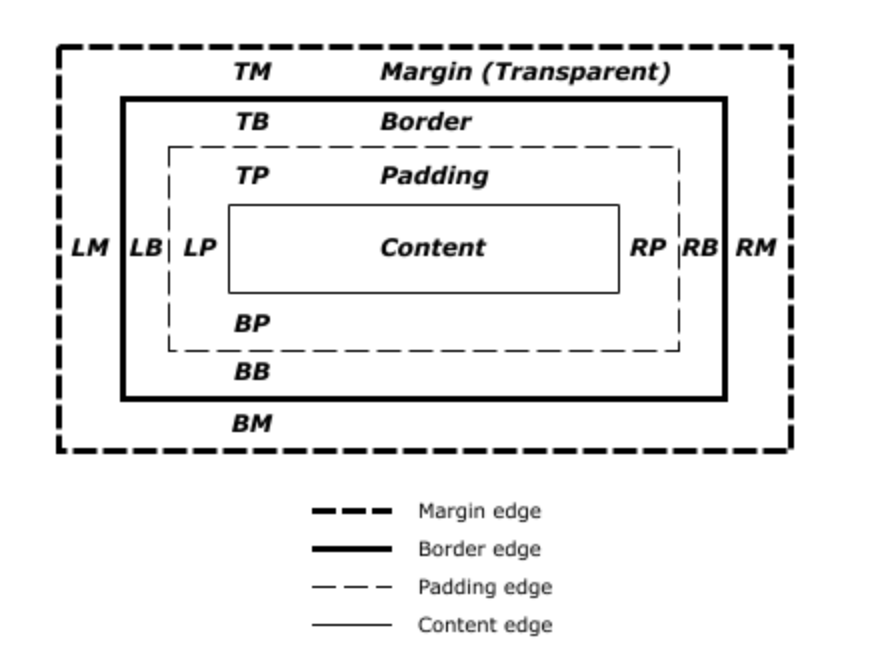 TM Margin (Transparent)
TB Border
TP Padding
LM LB LP Content RP RB RM
BP
BB
BM
Margin edge
Border edge
Padding edge
Content edge